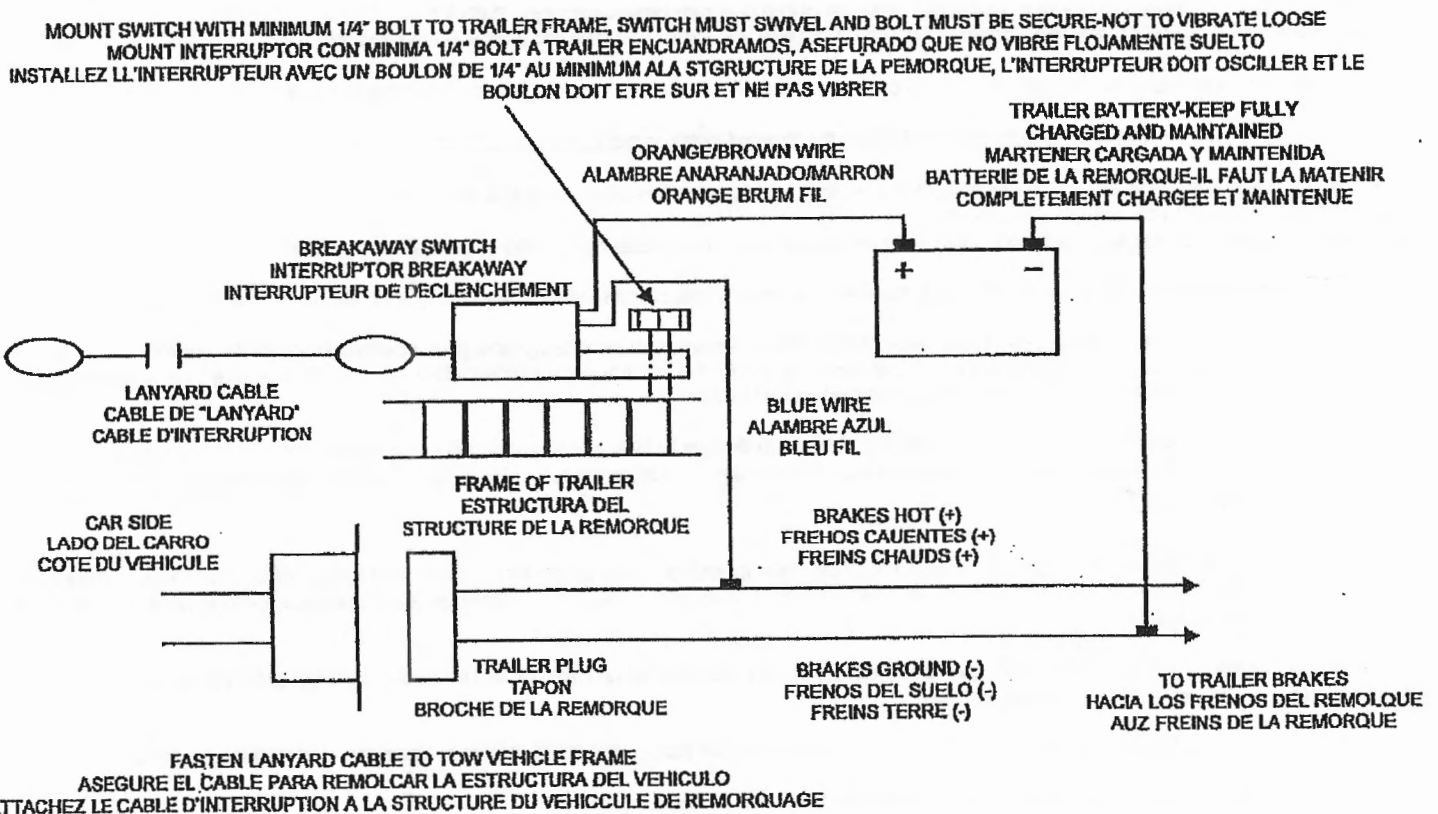 MOUNT SWITCH WITH MINIMUM 1/4" BOLT TO TRAILER FRAME, SWITCH MUST SWIVEL AND BOLT MUST BE SECURE-NOT TO VIBRATE LOOSE
MOUNT INTERRUPTOR CON MINIMA 1/4" BOLT A TRAILER ENCUANDRAMOS, ASEFURADO QUE NO VIBRE FLOJAMENTE SUELTO
INSTALLEZ LL'INTERRUPTEUR AVEC UN BOULON DE 1/4" AU MINIMUM ALA STGRUCTURE DE LA PEMORQUE, L'INTERRUPTEUR DOIT OSCILLER ET LE
BOULON DOIT ETRE SUR ET NE PAS VIBRER
TRAILER BATTERY-KEEP FULLY
CHARGED AND MAINTAINED
MARTENER CARGADA Y MAINTENIDA
BATTERIE DE LA REMORQUE-IL FAUT LA MATENIR
COMPLETEMENT CHARGEE ET MAINTENUE
ORANGE/BROWN WIRE
ALAMBRE ANARANJADO/MARRON
ORANGE BRUM FIL
BREAKAWAY SWITCH
INTERRUPTOR BREAKAWAY
INTERRUPTEUR DE DECLENCHEMENT
+ −
LANYARD CABLE
CABLE DE "LANYARD"
CABLE D'INTERRUPTION
BLUE WIRE
ALAMBRE AZUL
BLEU FIL
FRAME OF TRAILER
ESTRUCTURA DEL
STRUCTURE DE LA REMORQUE
CAR SIDE
LADO DEL CARRO
COTE DU VEHICULE
BRAKES HOT (+)
FREHOS CAUENTES (+)
FREINS CHAUDS (+)
TRAILER PLUG
TAPON
BROCHE DE LA REMORQUE
BRAKES GROUND (-)
FRENOS DEL SUELO (-)
FREINS TERRE (-)
TO TRAILER BRAKES
HACIA LOS FRENOS DEL REMOLQUE
AUZ FREINS DE LA REMORQUE
FASTEN LANYARD CABLE TO TOW VEHICLE FRAME
ASEGURE EL CABLE PARA REMOLCAR LA ESTRUCTURA DEL VEHICULO
TTACHEZ LE CABLE D'INTERRUPTION A LA STRUCTURE DU VEHICCULE DE REMORQUAGE